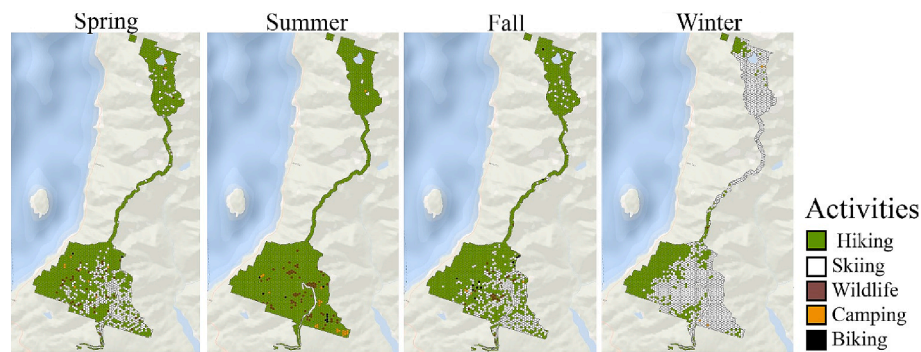 Spring
Summer
Fall
Winter
Activities
Hiking
Skiing
Wildlife
Camping
Biking